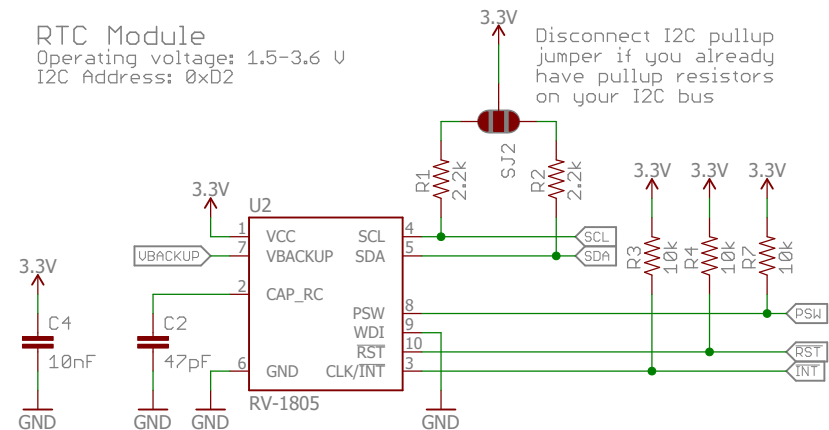 RTC Module
Operating voltage: 1.5-3.6 V
I2C Address: 0xD2
3.3V
Disconnect I2C pullup
jumper if you already
have pullup resistors
on your I2C bus
SJ2
R1
2.2k
R2
2.2k
3.3V
3.3V
3.3V
3.3V
R3
10k
R4
10k
R7
10k
U2
1
VCC
SCL
4
SCL
VBACKUP
7
VBACKUP
SDA
5
SDA
3.3V
2
CAP_RC
PSW
8
PSW
C4
10nF
C2
47pF
WDI
9
RST
10
RST
6
GND
CLK/INT
3
INT
RV-1805
GND
GND
GND
GND